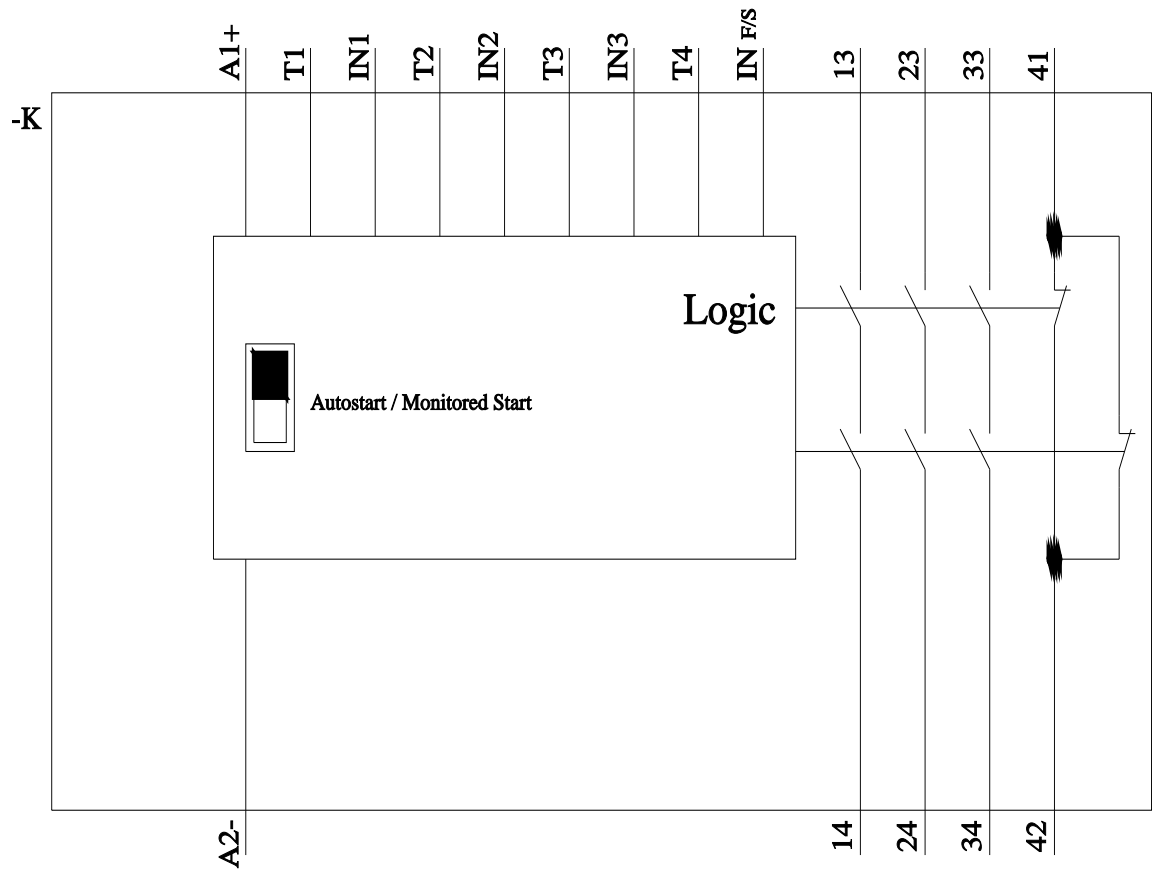 A1+
T1
IN1
T2
IN2
T3
IN3
T4
IN F/S
13
23
33
41
-K
Logic
Autostart / Monitored Start
A2-
14
24
34
42